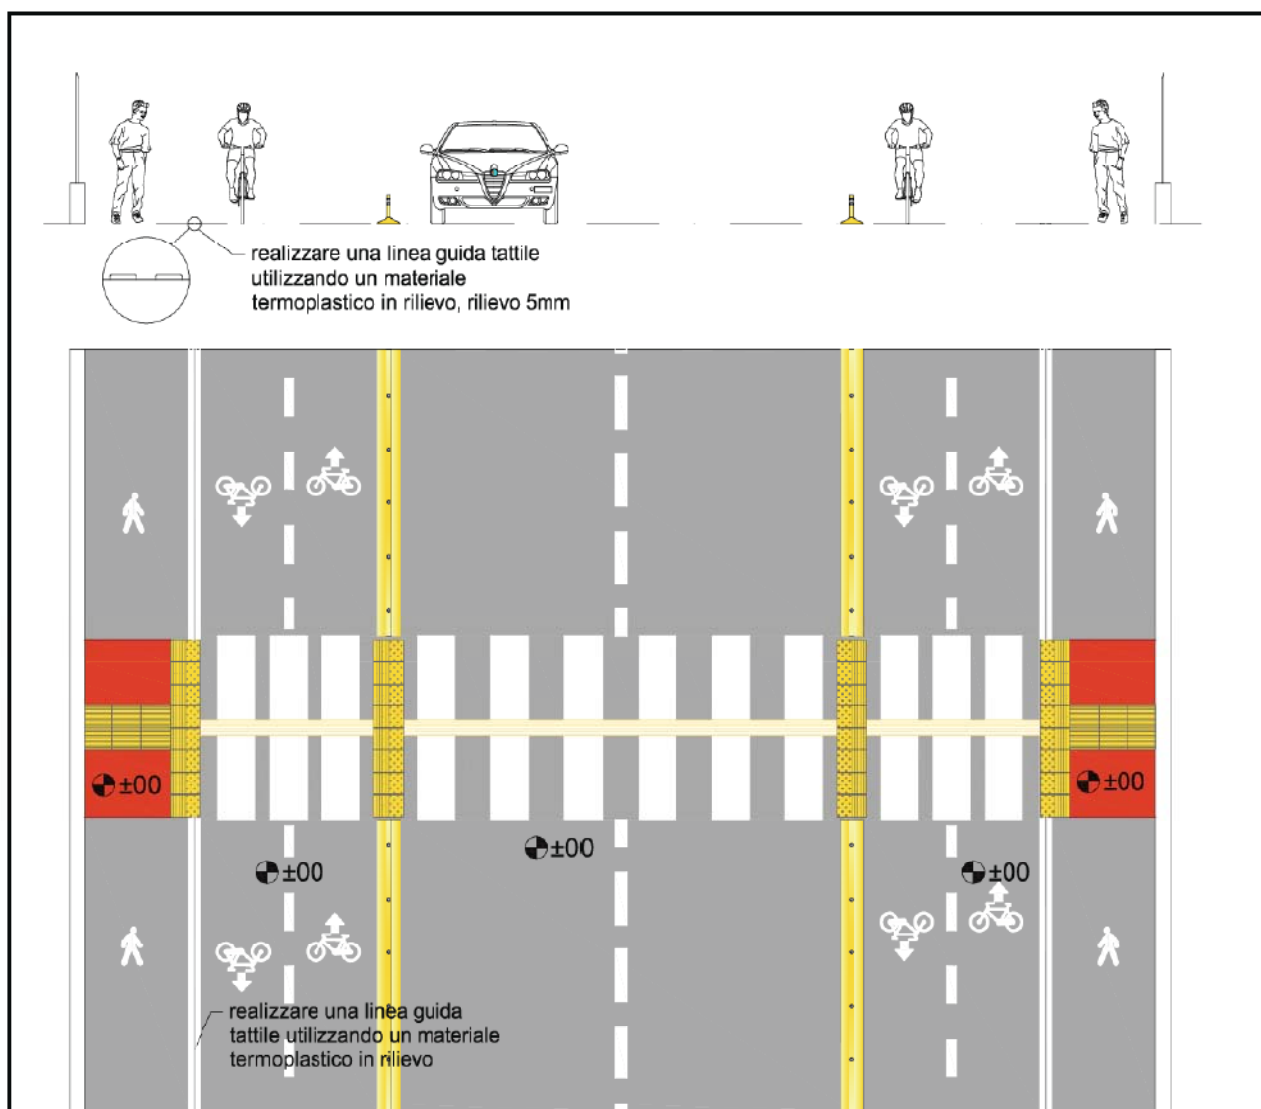 realizzare una linea guida tattile
utilizzando un materiale
termoplastico in rilievo, rilievo 5mm
±00
±00
±00
±00
±00
realizzare una linea guida
tattile utilizzando un materiale
termoplastico in rilievo